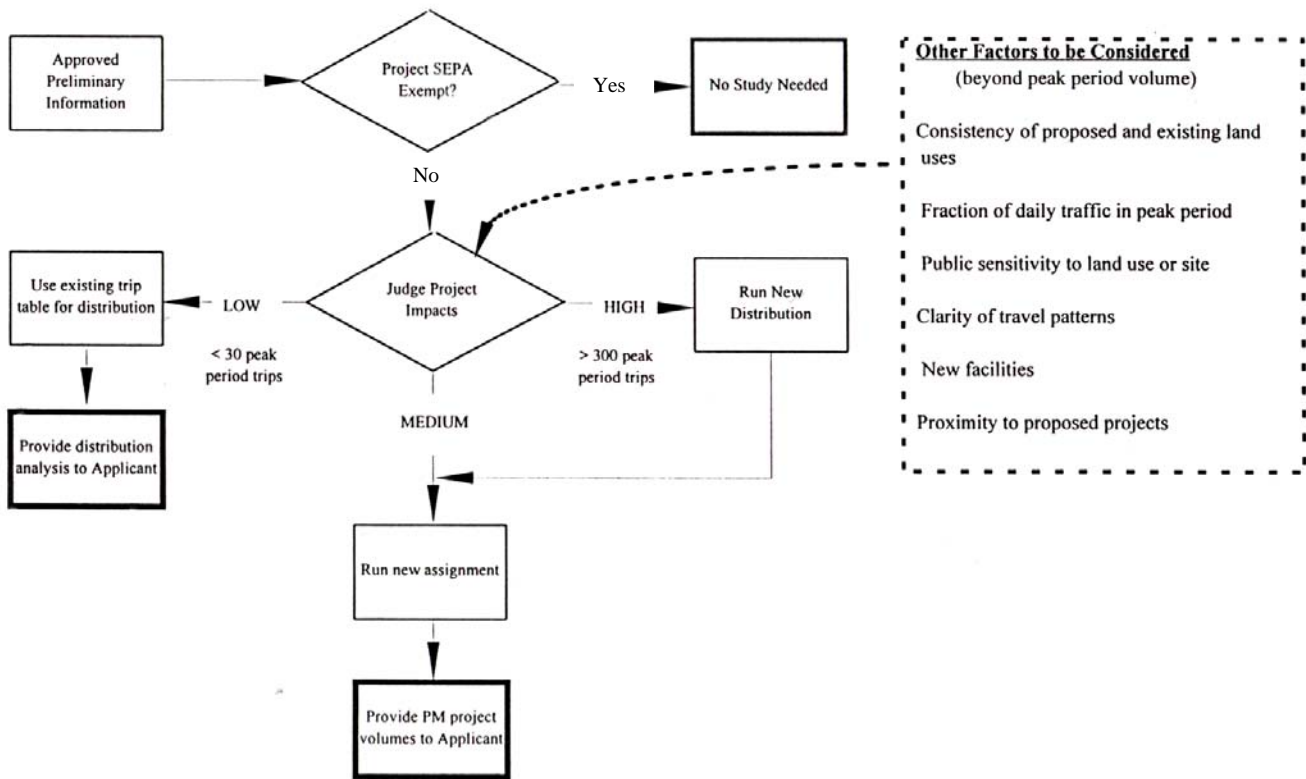 Approved
Preliminary
Information
Project SEPA
Exempt?
Yes
No Study Needed
No
Other Factors to be Considered
(beyond peak period volume)
Consistency of proposed and existing land
uses
Fraction of daily traffic in peak period
Public sensitivity to land use or site
Clarity of travel patterns
New facilities
Proximity to proposed projects
Use existing trip
table for distribution
LOW
< 30 peak
period trips
Judge Project
Impacts
HIGH
> 300 peak
period trips
Run New
Distribution
MEDIUM
Provide distribution
analysis to Applicant
Run new assignment
Provide PM project
volumes to Applicant